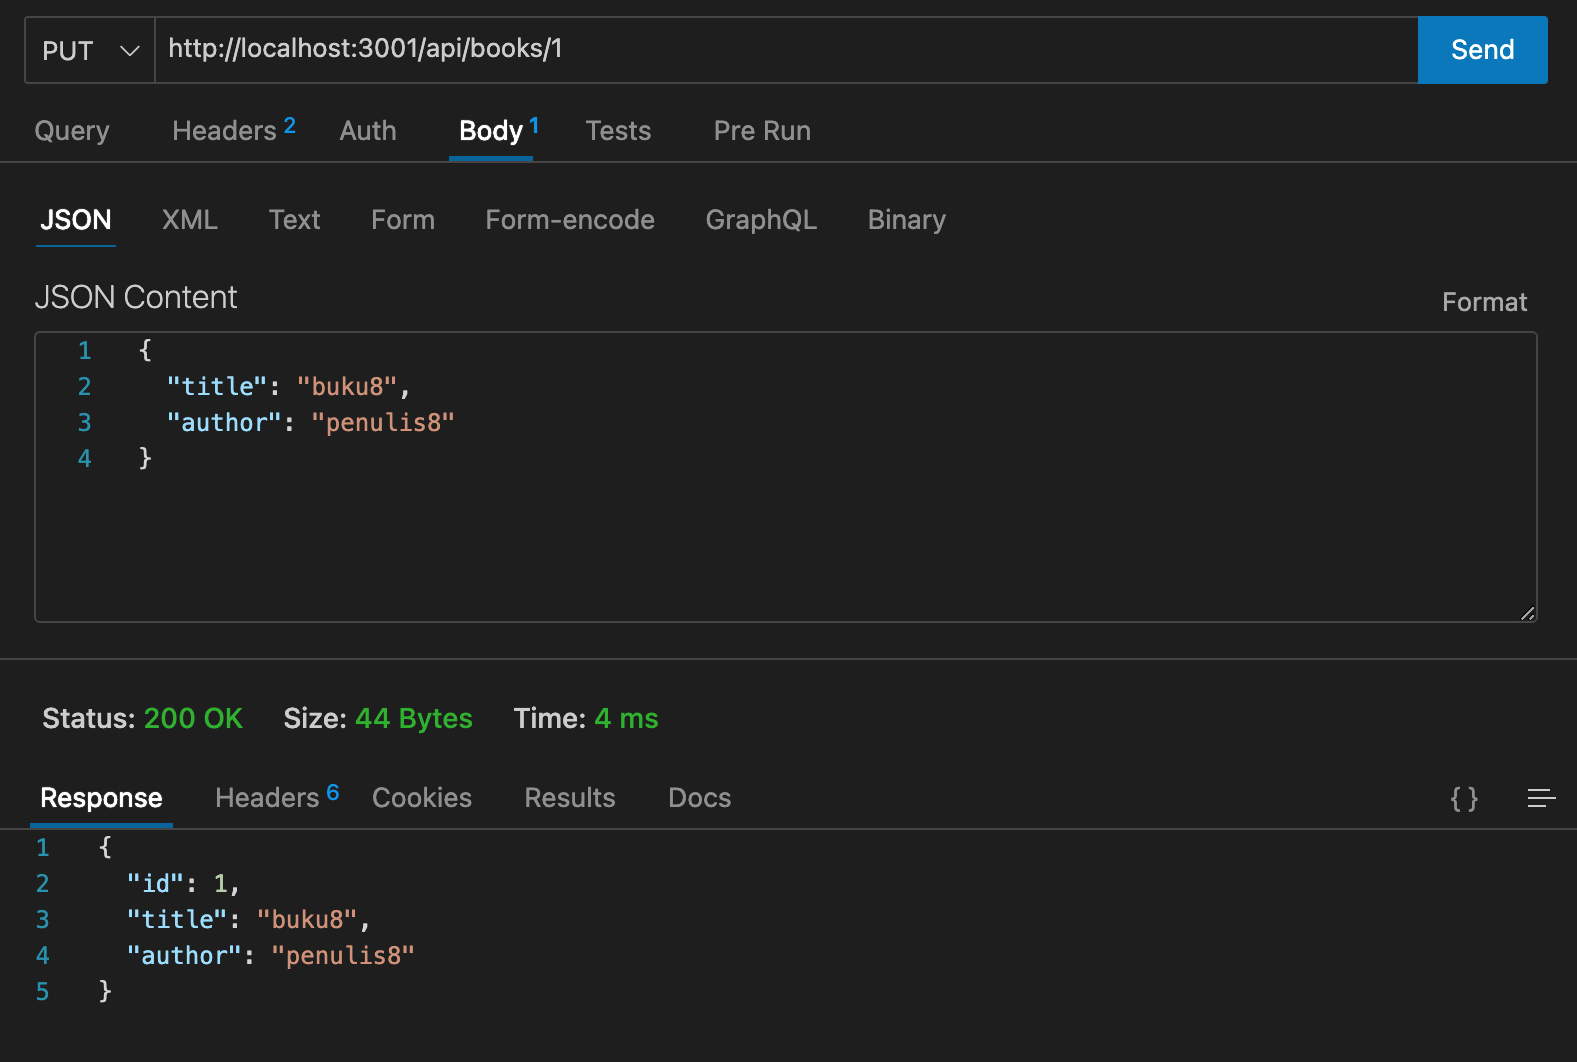 PUT http://localhost:3001/api/books/1 Send
Query Headers 2 Auth Body 1 Tests Pre Run
JSON XML Text Form Form-encode GraphQL Binary
JSON Content Format
1 {
2 "title": "buku8",
3 "author": "penulis8"
4 }
Status: 200 OK Size: 44 Bytes Time: 4 ms
Response Headers 6 Cookies Results Docs { }
1 {
2 "id": 1,
3 "title": "buku8",
4 "author": "penulis8"
5 }